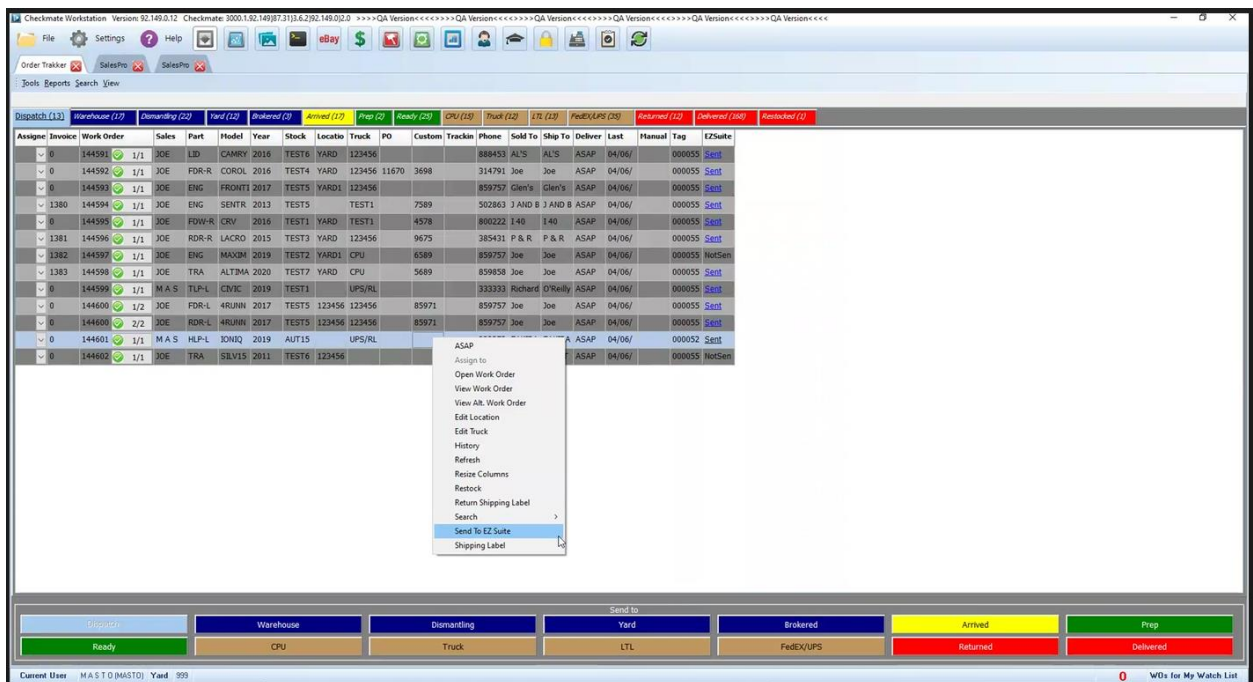 Checkmate Workstation Version: 92.149.0.12 Checkmate: 3000.1.92.149)87.31)3.6.2)92.149.0)2.0 >>>>QA Version<<<<>>>>QA Version<<<<>>>>QA Version<<<<>>>>QA Version<<<<>>>>QA Version<<<<>>>>QA Version<<<<
File Settings Help eBay
Order Trakker SalesPro SalesPro
Tools Reports Search View
Dispatch (13) Warehouse (17) Dismantling (22) Yard (12) Brokered (3) Arrived (17) Prep (2) Ready (25) CPU (15) Truck (12) LTL (13) FedEX/UPS (35) Returned (12) Delivered (168) Restocked (1)
Assigne Invoice Work Order Sales Part Model Year Stock Locatio Truck PO Custom Trackin Phone Sold To Ship To Deliver Last Manual Tag EZSuite
0 144591 1/1 JOE LID CAMRY 2016 TEST6 YARD 123456 888453 AL'S AL'S ASAP 04/06/ 000055 Sent
0 144592 1/1 JOE FDR-R COROL 2016 TEST4 YARD 123456 11670 3698 314791 Joe Joe ASAP 04/06/ 000055 Sent
0 144593 1/1 JOE ENG FRONTI 2017 TEST5 YARD1 123456 859757 Glen's Glen's ASAP 04/06/ 000055 Sent
1380 144594 1/1 JOE ENG SENTR 2013 TEST5 TEST1 7589 502863 J AND B J AND B ASAP 04/06/ 000055 Sent
0 144595 1/1 JOE FDW-R CRV 2016 TEST1 YARD TEST1 4578 800222 I 40 I 40 ASAP 04/06/ 000055 Sent
1381 144596 1/1 JOE RDR-R LACRO 2015 TEST3 YARD 123456 9675 385431 P & R P & R ASAP 04/06/ 000055 Sent
1382 144597 1/1 JOE ENG MAXIM 2019 TEST2 YARD1 CPU 6589 859757 Joe Joe ASAP 04/06/ 000055 NotSen
1383 144598 1/1 JOE TRA ALTIMA 2020 TEST7 YARD CPU 5689 859858 Joe Joe ASAP 04/06/ 000055 Sent
0 144599 1/1 M A S TLP-L CIVIC 2019 TEST1 UPS/RL 333333 Richard O'Reilly ASAP 04/06/ 000055 Sent
0 144600 1/2 JOE FDR-L 4RUNN 2017 TEST5 123456 123456 85971 859757 Joe Joe ASAP 04/06/ 000055 Sent
0 144600 2/2 JOE RDR-L 4RUNN 2017 TEST5 123456 123456 85971 859757 Joe Joe ASAP 04/06/ 000055 Sent
0 144601 1/1 M A S HLP-L IONIQ 2019 AUT15 UPS/RL A ASAP 04/06/ 000052 Sent
0 144602 1/1 JOE TRA SILV15 2011 TEST6 123456 T ASAP 04/06/ 000055 NotSen
ASAP
Assign to
Open Work Order
View Work Order
View Alt. Work Order
Edit Location
Edit Truck
History
Refresh
Resize Columns
Restock
Return Shipping Label
Search >
Send To EZ Suite
Shipping Label
Send to
Dispatch Warehouse Dismantling Yard Brokered Arrived Prep
Ready CPU Truck LTL FedEX/UPS Returned Delivered
Current User M A S T O (MASTO) Yard 999 0 WOs for My Watch List